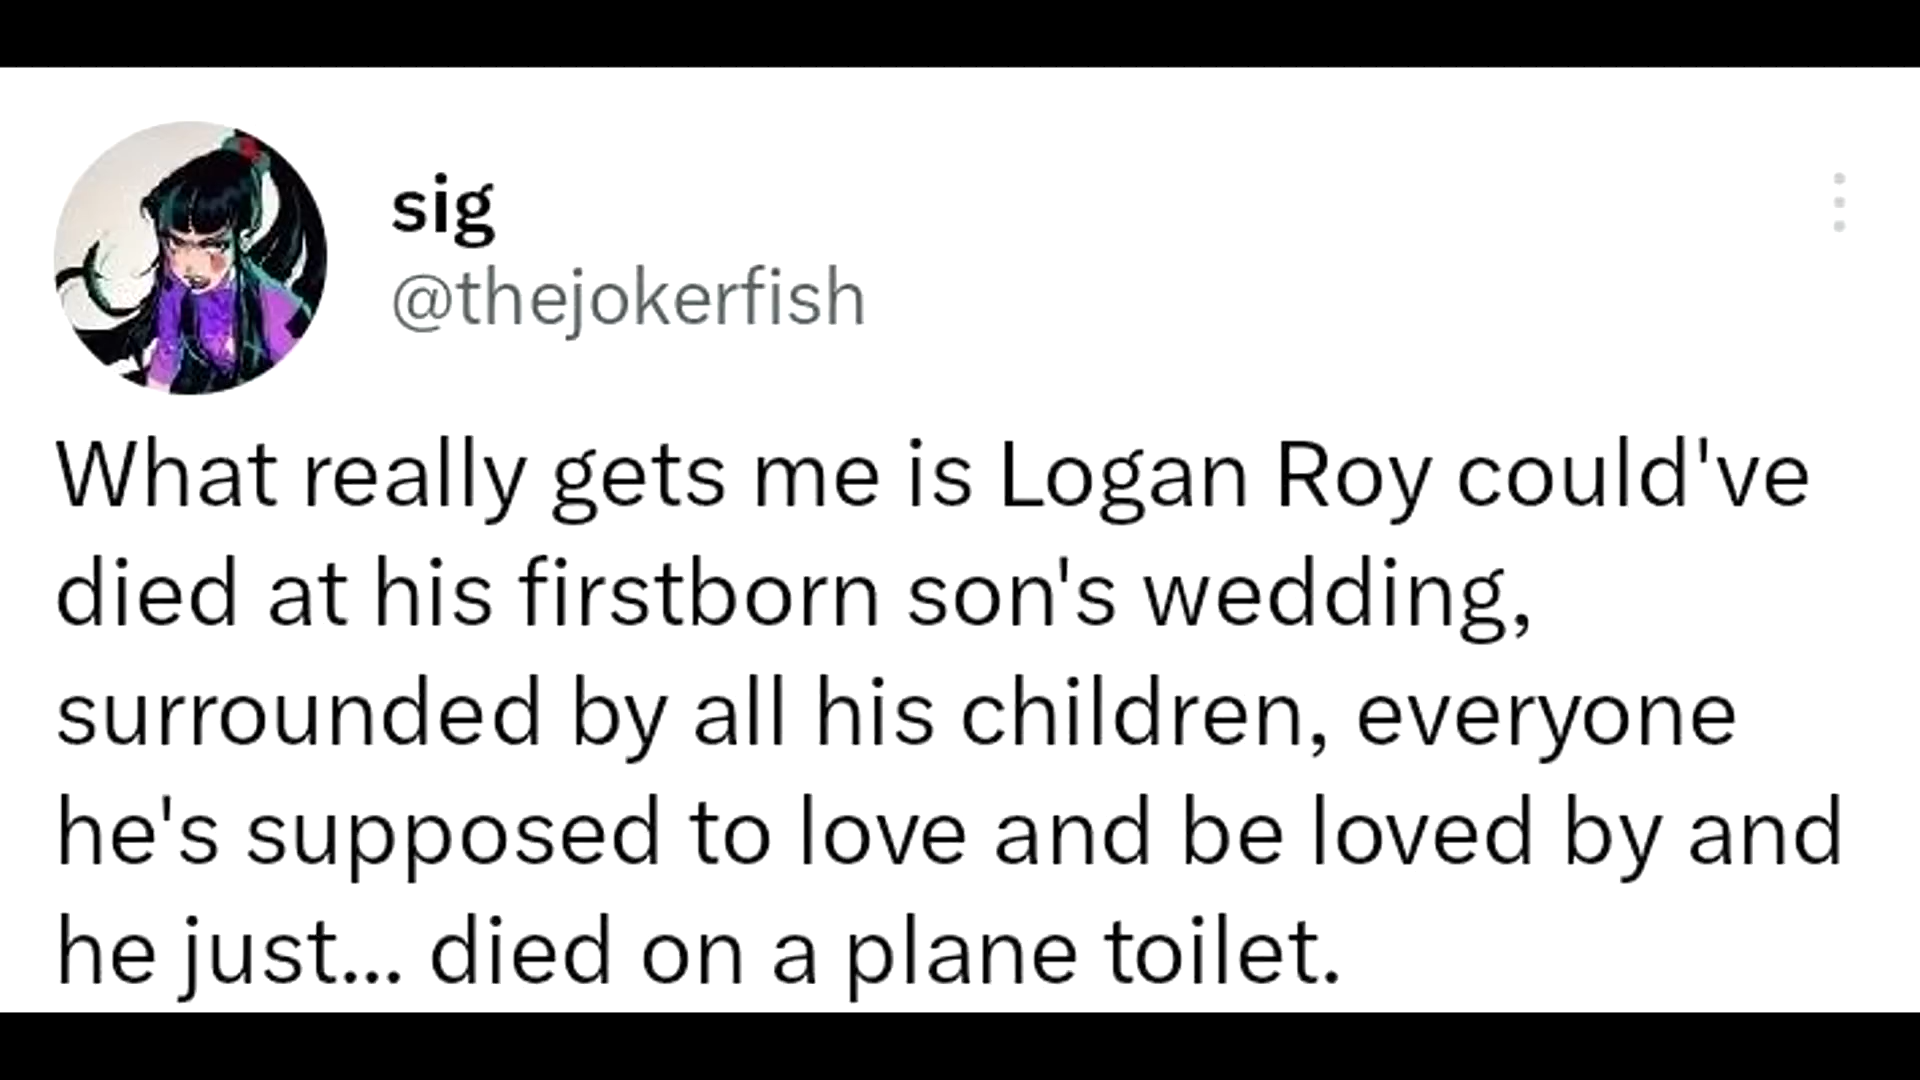 sig
@thejokerfish
What really gets me is Logan Roy could've
died at his firstborn son's wedding,
surrounded by all his children, everyone
he's supposed to love and be loved by and
he just... died on a plane toilet.